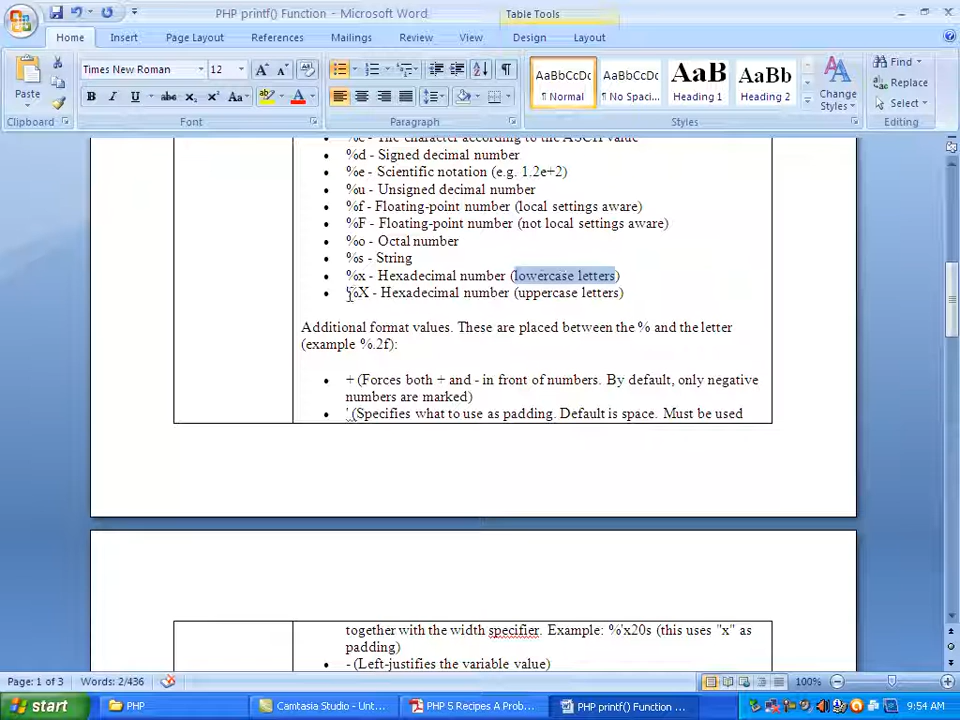 PHP printf() Function - Microsoft Word
Table Tools
Home
Insert
Page Layout
References
Mailings
Review
View
Design
Layout
Paste
Clipboard
Times New Roman
12
Font
Paragraph
AaBbCcDc
¶ Normal
AaBbCcDc
¶ No Spaci...
AaB
Heading 1
AaBb
Heading 2
Change
Styles
Styles
Find
Replace
Select
Editing
%c - The character according to the ASCII value
%d - Signed decimal number
%e - Scientific notation (e.g. 1.2e+2)
%u - Unsigned decimal number
%f - Floating-point number (local settings aware)
%F - Floating-point number (not local settings aware)
%o - Octal number
%s - String
%x - Hexadecimal number (lowercase letters)
%X - Hexadecimal number (uppercase letters)
Additional format values. These are placed between the % and the letter
(example %.2f):
+ (Forces both + and - in front of numbers. By default, only negative
numbers are marked)
' (Specifies what to use as padding. Default is space. Must be used
together with the width specifier. Example: %'x20s (this uses "x" as
padding)
- (Left-justifies the variable value)
Page: 1 of 3
Words: 2/436
100%
start
PHP
Camtasia Studio - Unt...
PHP 5 Recipes A Prob...
PHP printf() Function ...
9:54 AM